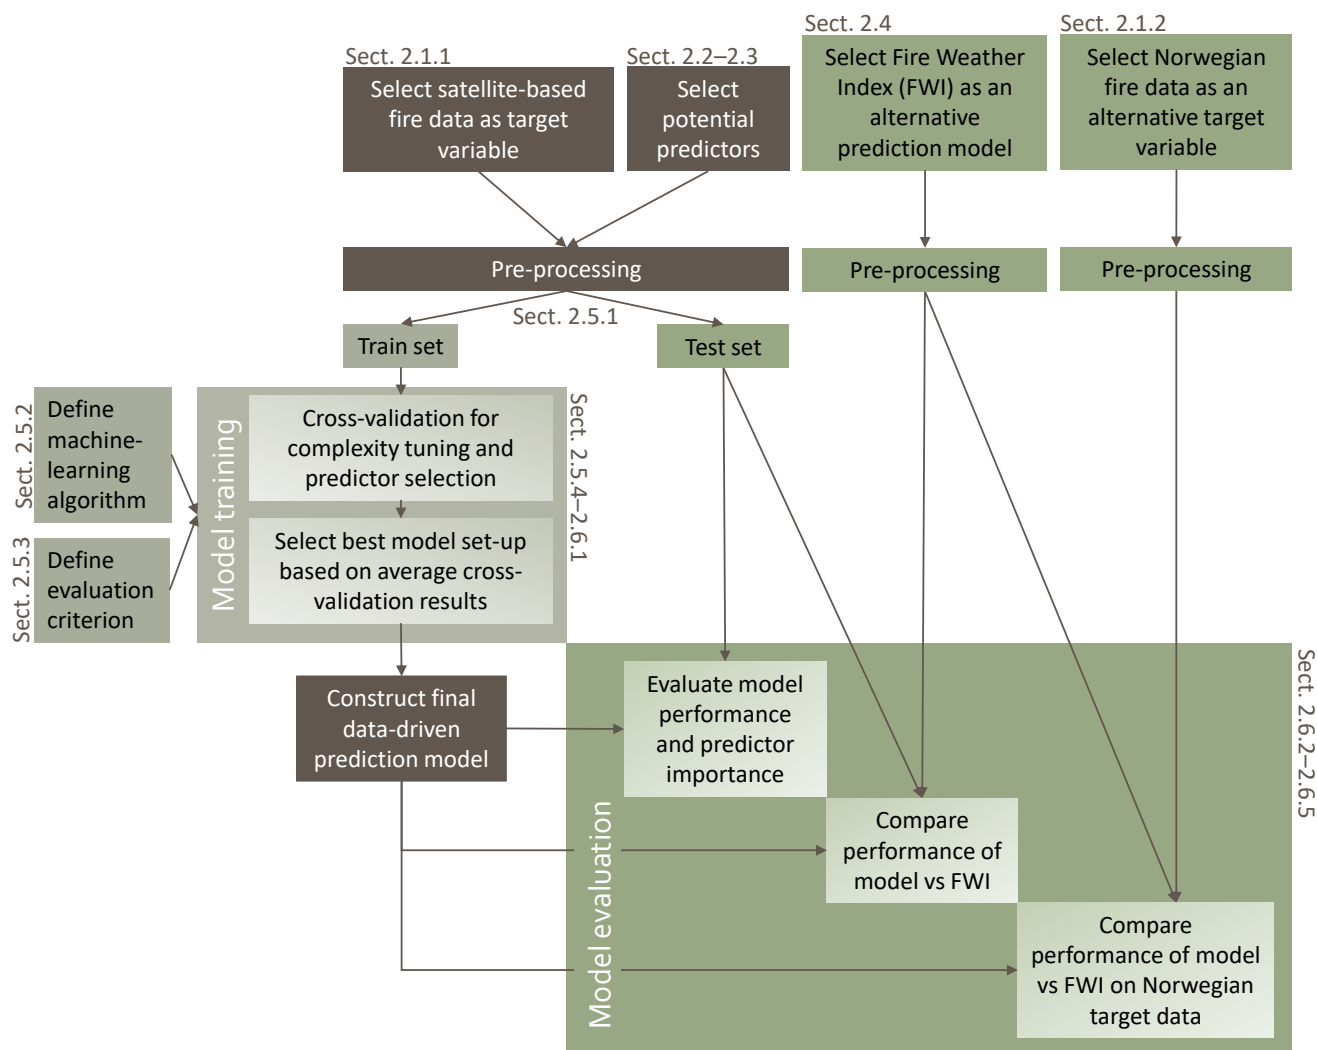 Sect. 2.1.1
Select satellite-based
fire data as target
variable
Sect. 2.2–2.3
Select
potential
predictors
Sect. 2.4
Select Fire Weather
Index (FWI) as an
alternative
prediction model
Sect. 2.1.2
Select Norwegian
fire data as an
alternative target
variable
Pre-processing
Pre-processing
Pre-processing
Sect. 2.5.1
Train set
Test set
Sect. 2.5.2
Define
machine-
learning
algorithm
Sect. 2.5.3
Define
evaluation
criterion
Model training
Cross-validation for
complexity tuning and
predictor selection
Select best model set-up
based on average cross-
validation results
Sect. 2.5.4–2.6.1
Construct final
data-driven
prediction model
Model evaluation
Evaluate model
performance
and predictor
importance
Compare
performance of
model vs FWI
Compare
performance of model
vs FWI on Norwegian
target data
Sect. 2.6.2–2.6.5